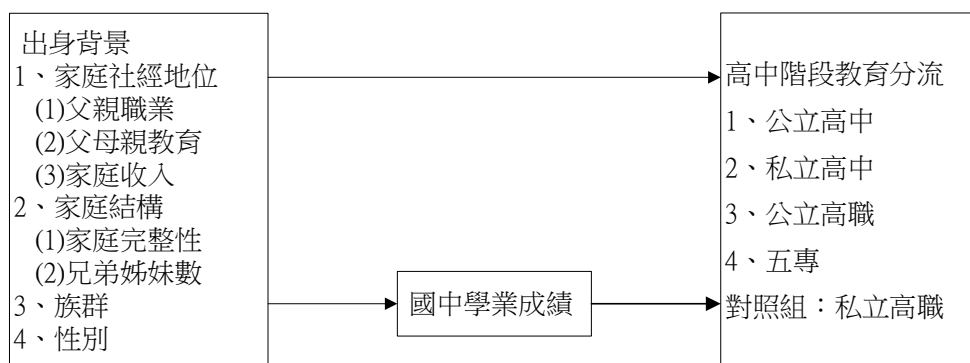 出身背景
1、家庭社經地位
(1)父親職業
(2)父母親教育
(3)家庭收入
2、家庭結構
(1)家庭完整性
(2)兄弟姊妹數
3、族群
4、性別
國中學業成績
高中階段教育分流
1、公立高中
2、私立高中
3、公立高職
4、五專
對照組：私立高職